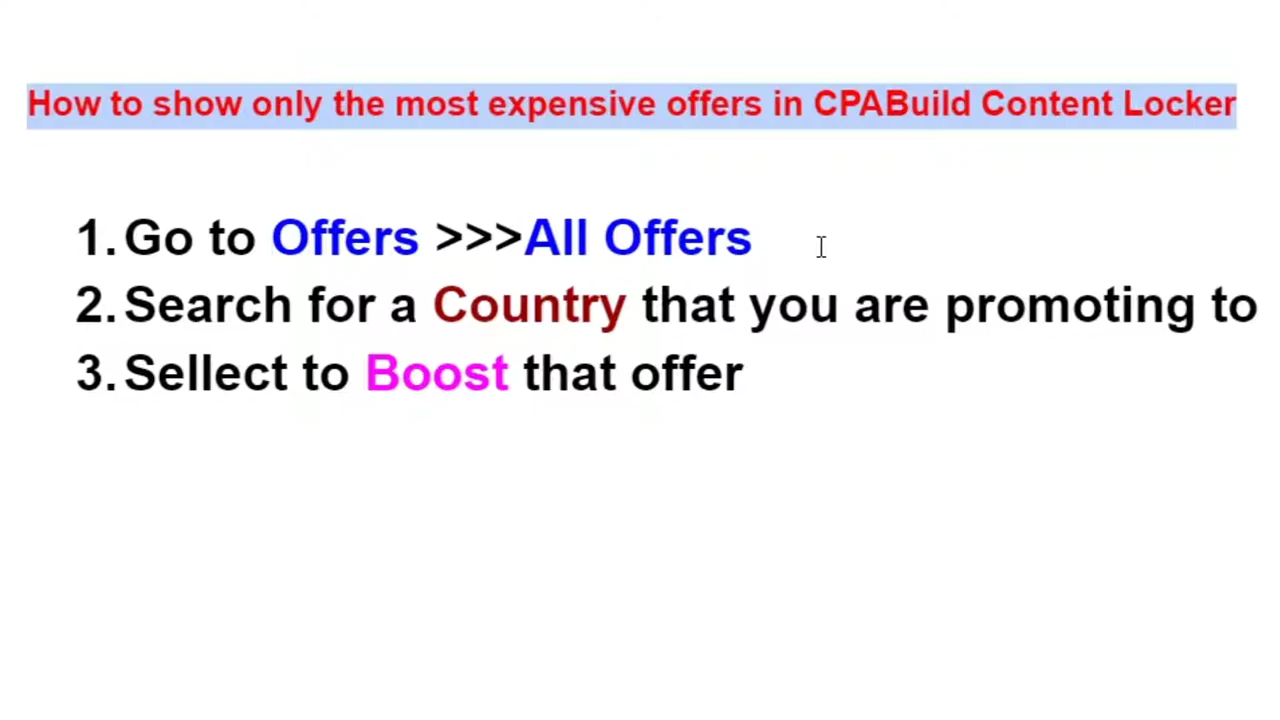 How to show only the most expensive offers in CPABuild Content Locker
1. Go to Offers >>>All Offers
2. Search for a Country that you are promoting to
3. Sellect to Boost that offer